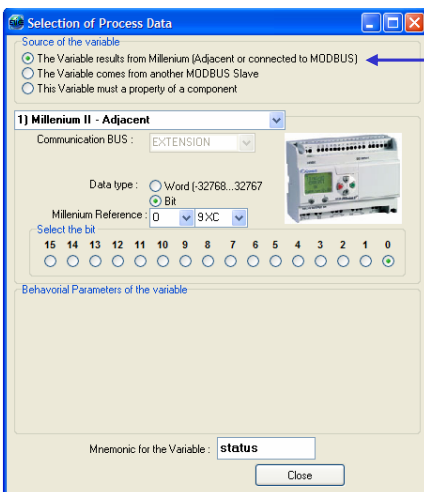 Selection of Process Data
Source of the variable
The Variable results from Millenium (Adjacent or connected to MODBUS)
The Variable comes from another MODBUS Slave
This Variable must a property of a component
1) Millenium II - Adjacent
Communication BUS : EXTENSION
Data type : Word (-32768...32767
Bit
Millenium Reference : O 9XC
Select the bit
15 14 13 12 11 10 9 8 7 6 5 4 3 2 1 0
Behavorial Parameters of the variable
Mnemonic for the Variable : status
Close